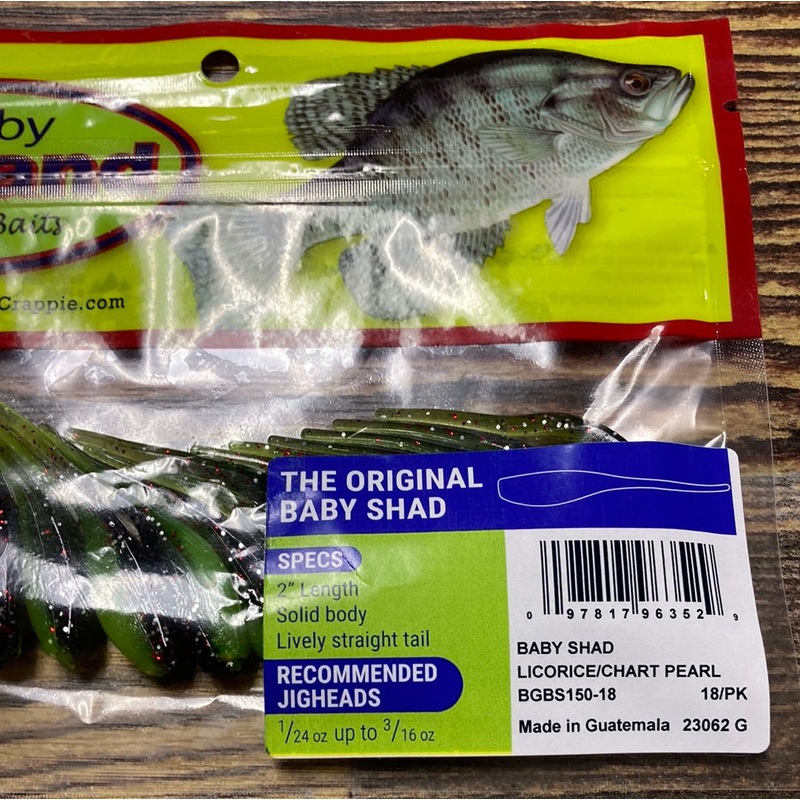 by
and
Baits
Crappie.com
THE ORIGINAL
BABY SHAD
SPECS
2" Length
Solid body
Lively straight tail
RECOMMENDED
JIGHEADS
1/24 oz up to 3/16 oz
0 97817 96352 9
BABY SHAD
LICORICE/CHART PEARL
BGBS150-18 18/PK
Made in Guatemala 23062 G